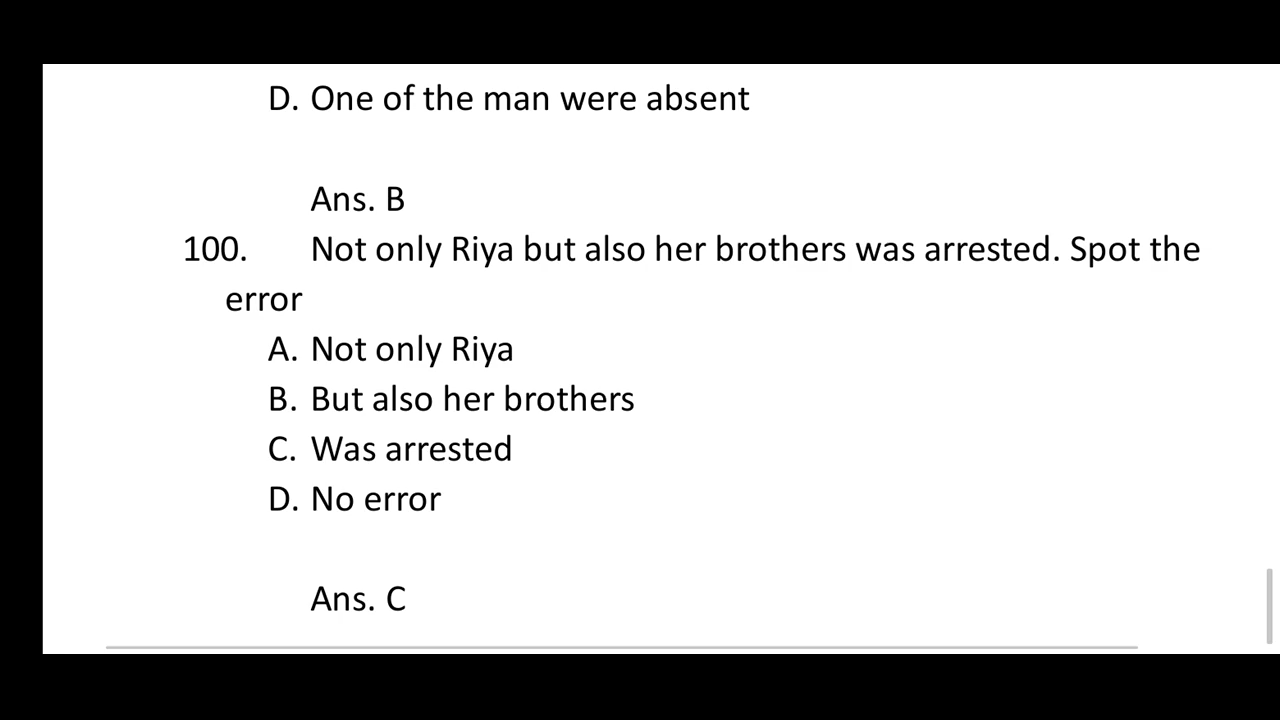 D. One of the man were absent
Ans. B
100. Not only Riya but also her brothers was arrested. Spot the
error
A. Not only Riya
B. But also her brothers
C. Was arrested
D. No error
Ans. C